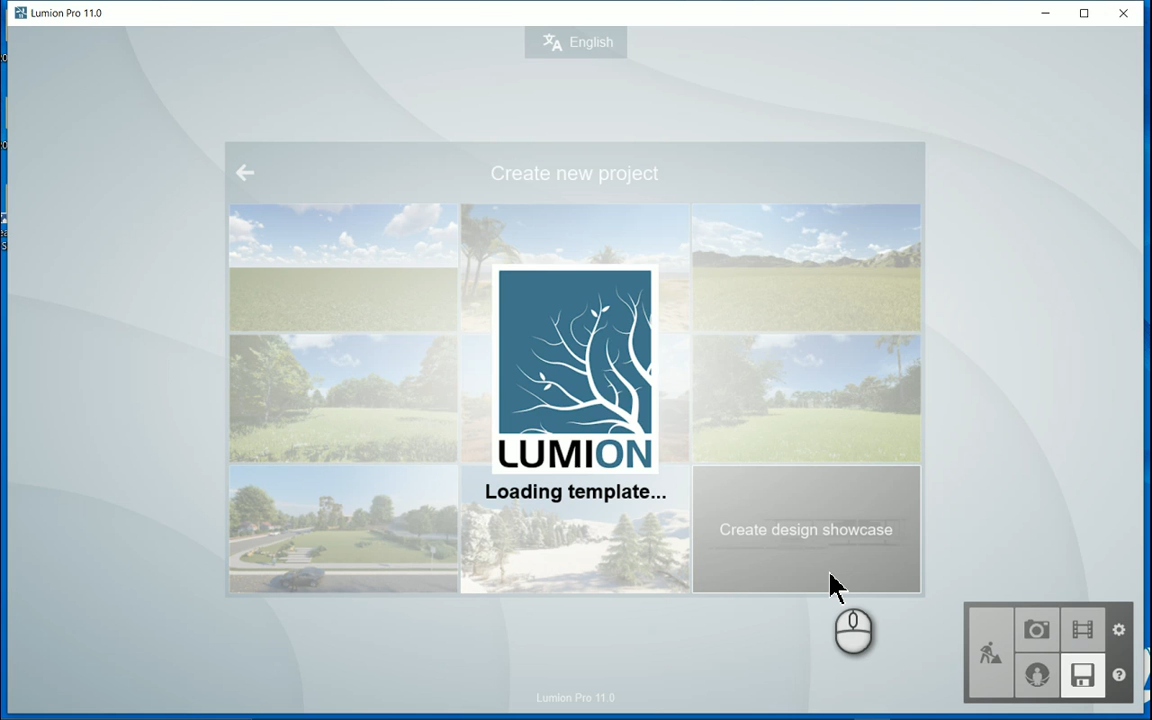 Lumion Pro 11.0
English
Create new project
LUMION
Loading template...
Create design showcase
Lumion Pro 11.0